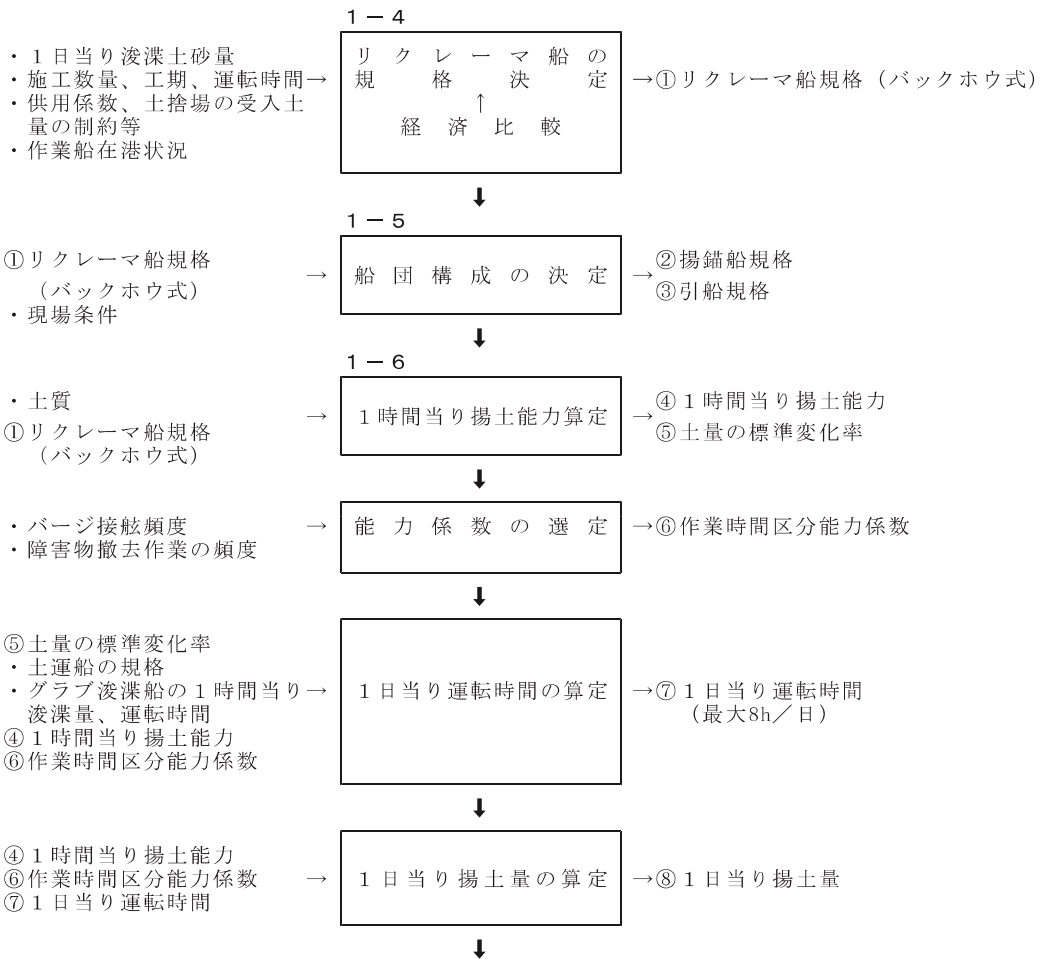 １－４
・１日当り浚渫土砂量
・施工数量、工期、運転時間→
・供用係数、土捨場の受入土
量の制約等
・作業船在港状況
リクレーマ船の
規格決定
↑
経済比較
→①リクレーマ船規格（バックホウ式）
⬇
１－５
①リクレーマ船規格
（バックホウ式）
・現場条件
→
船団構成の決定
→
②揚錨船規格
③引船規格
⬇
１－６
・土質
①リクレーマ船規格
（バックホウ式）
→
１時間当り揚土能力算定
→
④１時間当り揚土能力
⑤土量の標準変化率
⬇
・バージ接舷頻度
・障害物撤去作業の頻度
→
能力係数の選定
→⑥作業時間区分能力係数
⬇
⑤土量の標準変化率
・土運船の規格
・グラブ浚渫船の１時間当り→
浚渫量、運転時間
④１時間当り揚土能力
⑥作業時間区分能力係数
１日当り運転時間の算定
→⑦１日当り運転時間
（最大8h／日）
⬇
④１時間当り揚土能力
⑥作業時間区分能力係数
⑦１日当り運転時間
→
１日当り揚土量の算定
→⑧１日当り揚土量
⬇